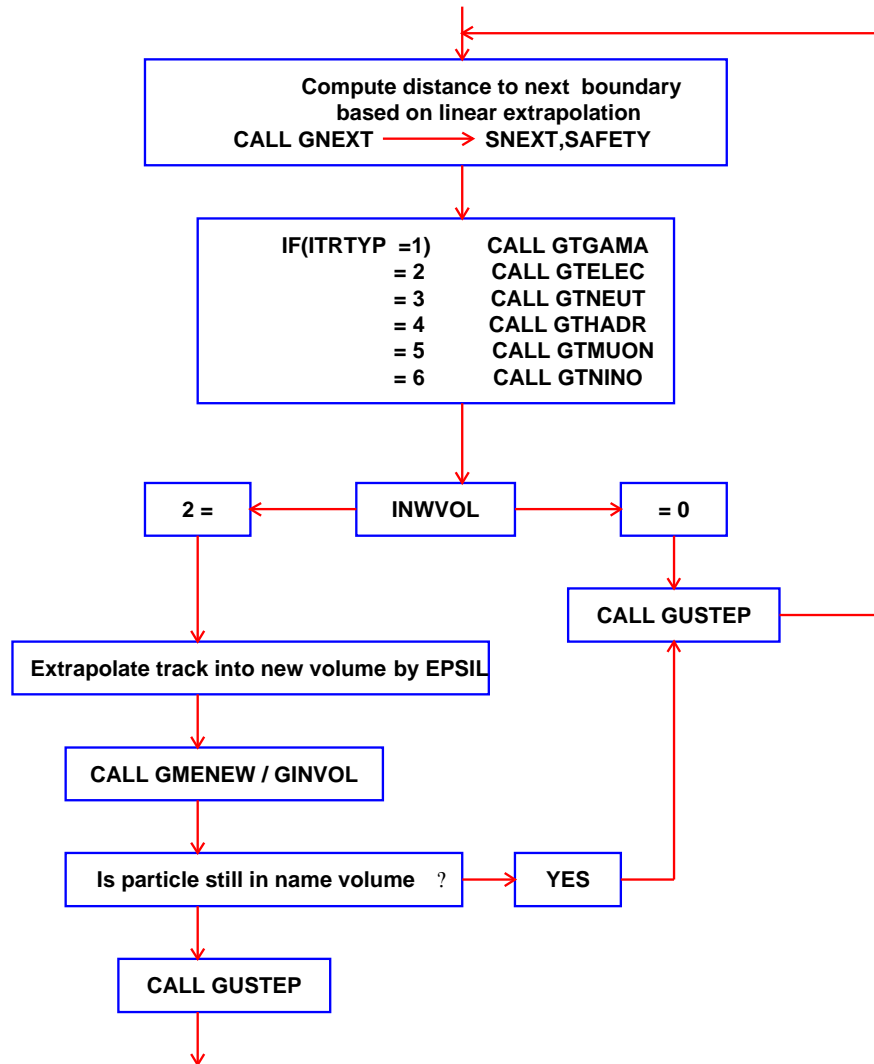 Compute distance to next boundary
based on linear extrapolation
CALL GNEXT SNEXT,SAFETY
IF(ITRTYP =1) CALL GTGAMA
= 2 CALL GTELEC
= 3 CALL GTNEUT
= 4 CALL GTHADR
= 5 CALL GTMUON
= 6 CALL GTNINO
2 = INWVOL = 0
CALL GUSTEP
Extrapolate track into new volume by EPSIL
CALL GMENEW / GINVOL
Is particle still in name volume ? YES
CALL GUSTEP